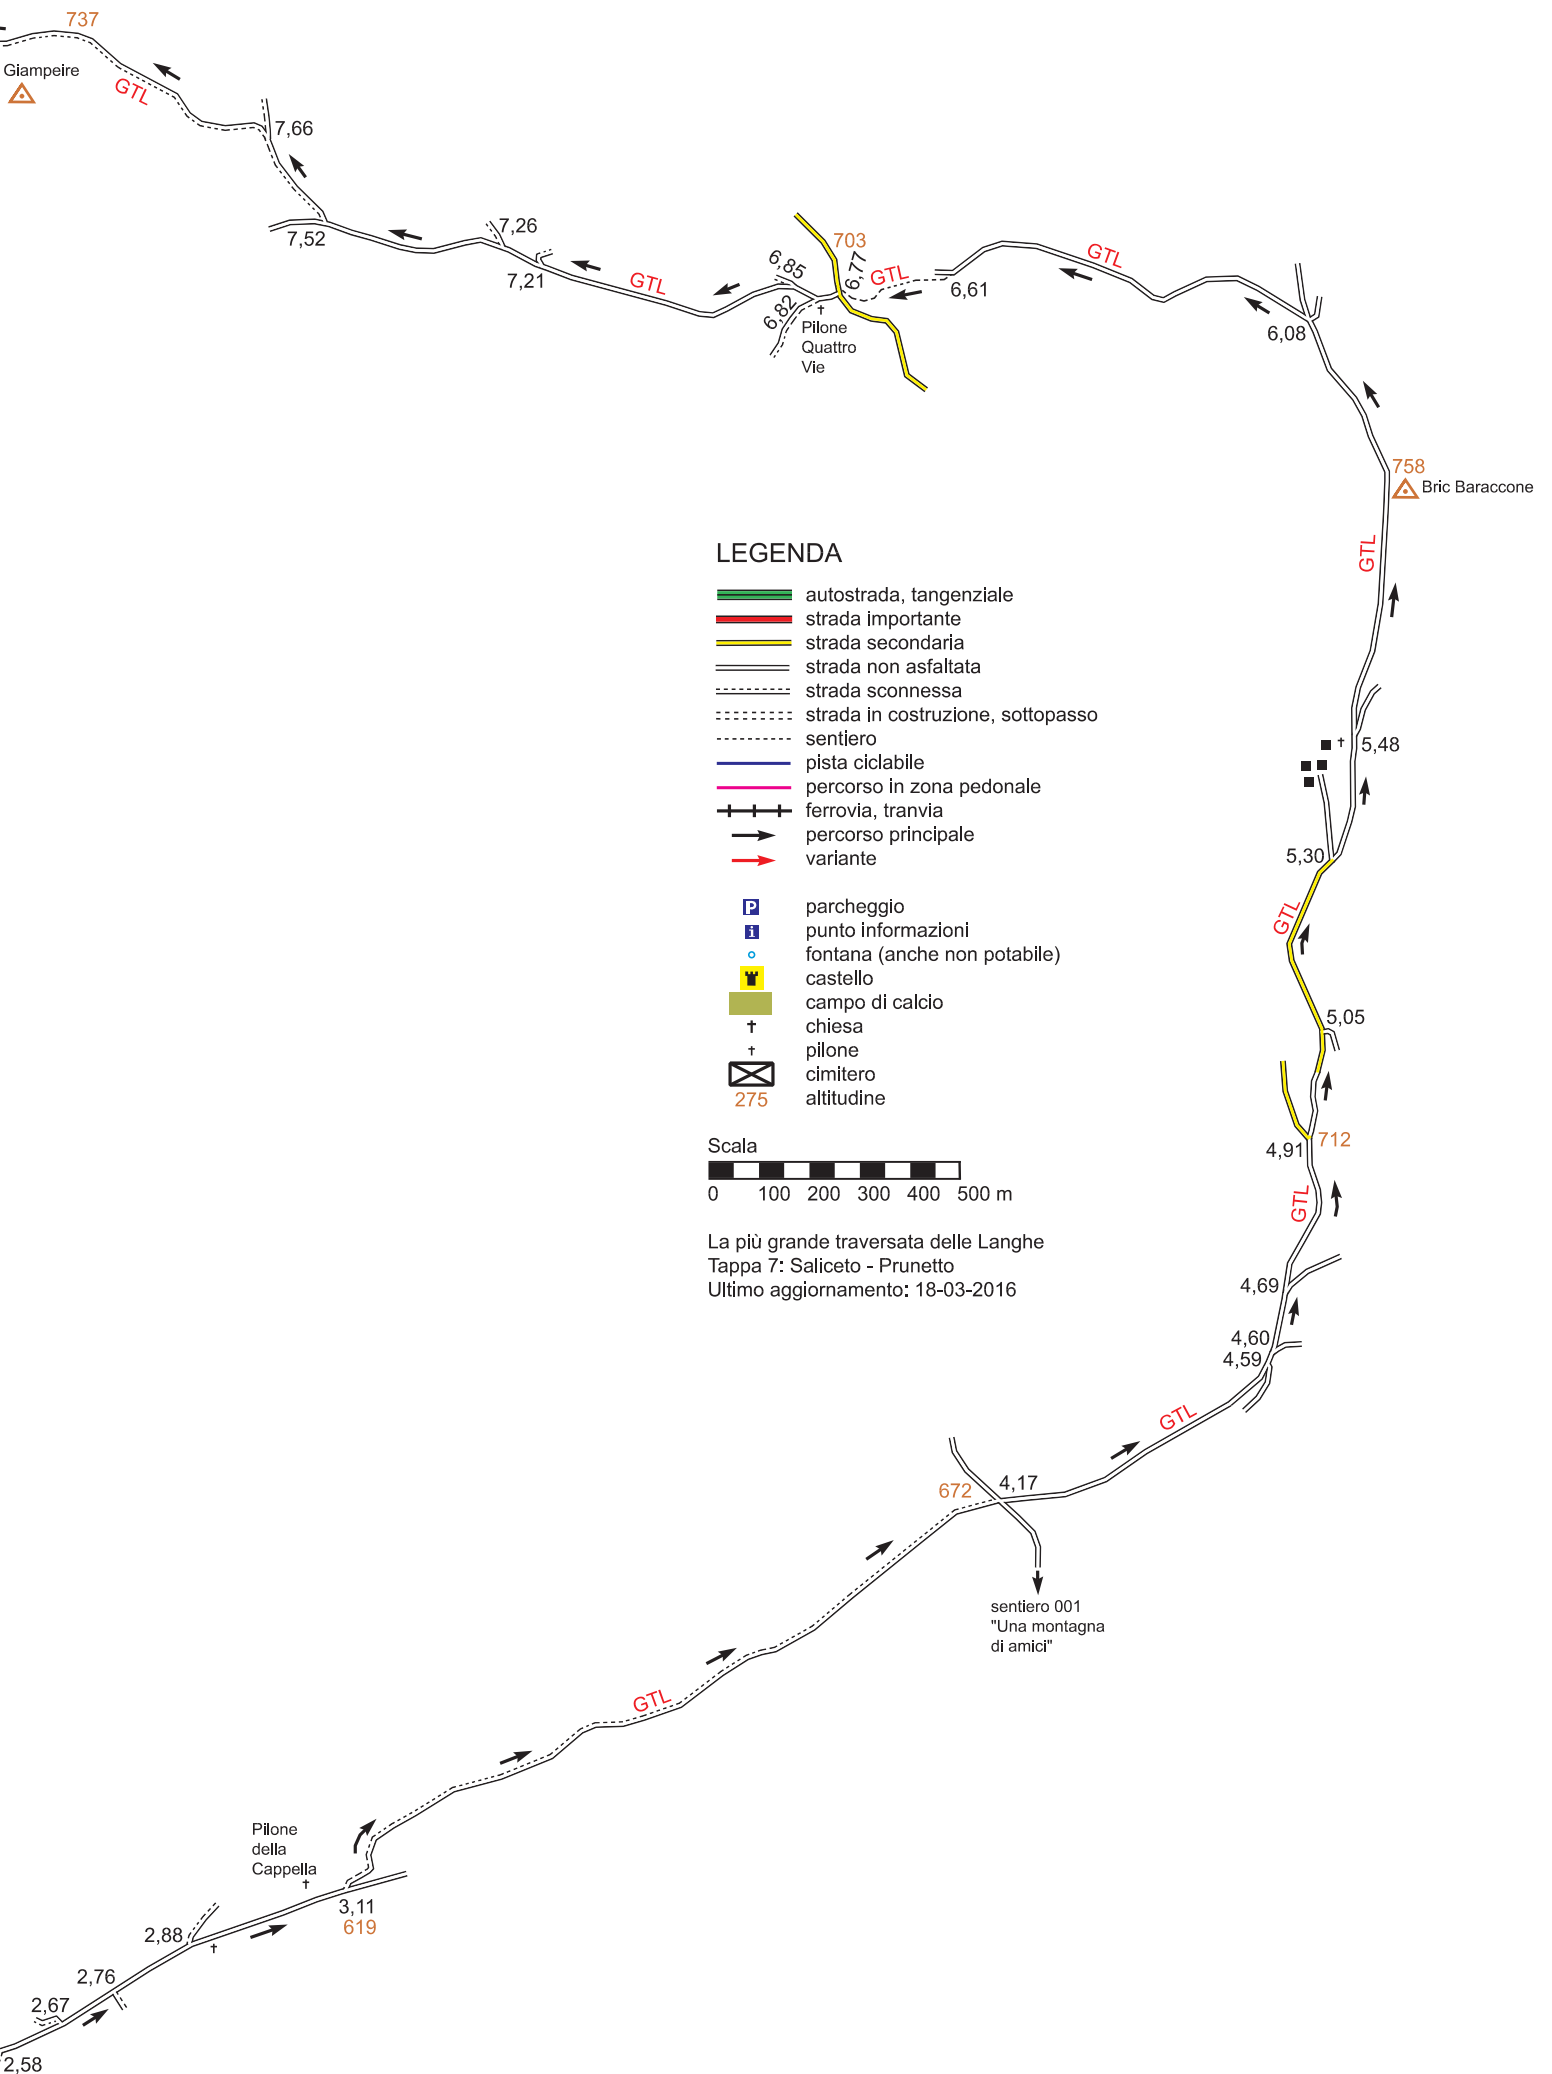 737
Giampeire
GTL
7,66
7,52
7,26
7,21
GTL
6,85
6,82
703
6,77
GTL
Pilone
Quattro
Vie
6,61
GTL
6,08
758
Bric Baraccone
GTL
LEGENDA
autostrada, tangenziale
strada importante
strada secondaria
strada non asfaltata
strada sconnessa
strada in costruzione, sottopasso
sentiero
pista ciclabile
percorso in zona pedonale
ferrovia, tranvia
percorso principale
variante
P parcheggio
i punto informazioni
fontana (anche non potabile)
castello
campo di calcio
chiesa
pilone
cimitero
275 altitudine
Scala
0 100 200 300 400 500 m
La più grande traversata delle Langhe
Tappa 7: Saliceto - Prunetto
Ultimo aggiornamento: 18-03-2016
5,48
5,30
GTL
5,05
4,91
712
GTL
4,69
4,60
4,59
GTL
672
4,17
sentiero 001
"Una montagna
di amici"
GTL
Pilone
della
Cappella
3,11
619
2,88
2,76
2,67
2,58